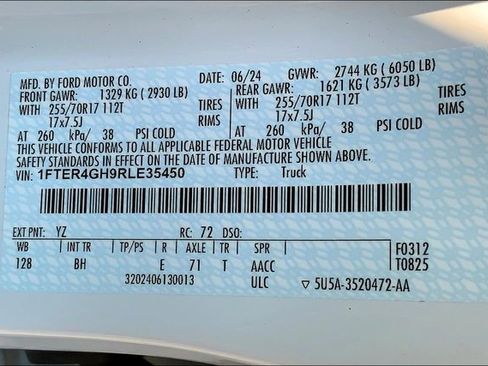 MFD. BY FORD MOTOR CO. DATE: 06/24 GVWR: 2744 KG ( 6050 LB)
FRONT GAWR: 1329 KG ( 2930 LB) REAR GAWR: 1621 KG ( 3573 LB)
WITH 255/70R17 112T TIRES WITH 255/70R17 112T TIRES
17x7.5J RIMS 17x7.5J RIMS
AT 260 kPa/ 38 PSI COLD AT 260 kPa/ 38 PSI COLD
THIS VEHICLE CONFORMS TO ALL APPLICABLE FEDERAL MOTOR VEHICLE
SAFETY STANDARDS IN EFFECT ON THE DATE OF MANUFACTURE SHOWN ABOVE.
VIN: 1FTER4GH9RLE35450 TYPE: Truck
EXT PNT: YZ RC: 72 DSO:
WB INT TR TP/PS R AXLE TR SPR F0312
128 BH E 71 T AACC T0825
3202406130013 ULC ▽ 5U5A-3520472-AA